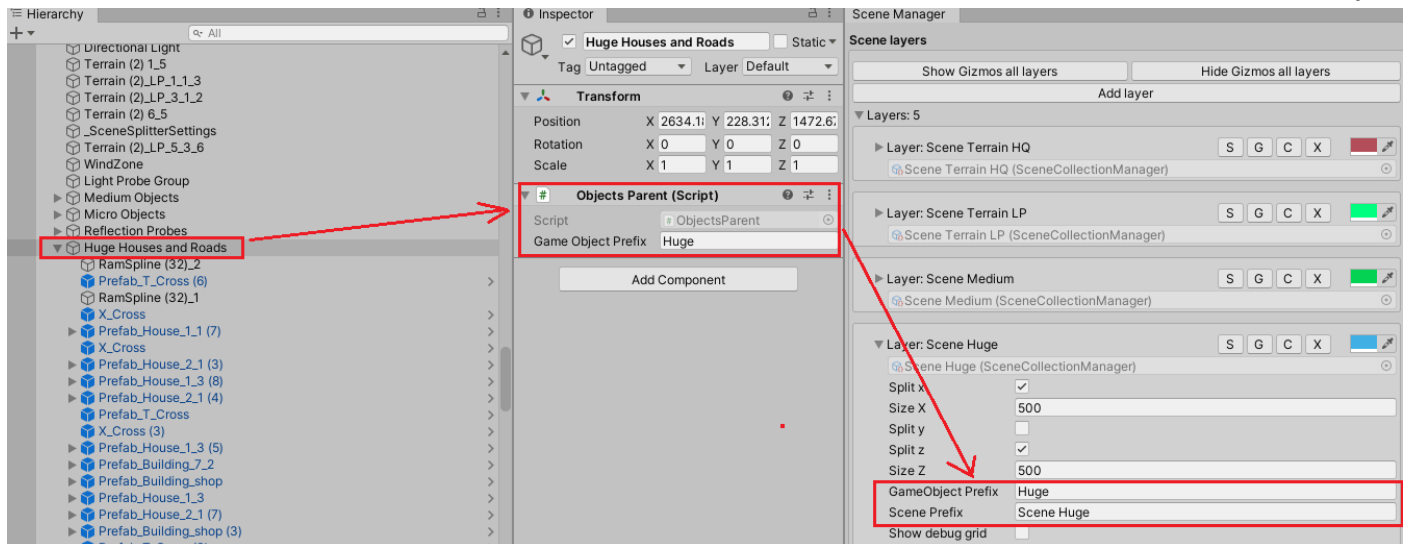 Hierarchy
All
Directional Light
Terrain (2) 1_5
Terrain (2)_LP_1_1_3
Terrain (2)_LP_3_1_2
Terrain (2) 6_5
_SceneSplitterSettings
Terrain (2)_LP_5_3_6
WindZone
Light Probe Group
Medium Objects
Micro Objects
Reflection Probes
Huge Houses and Roads
RamSpline (32)_2
Prefab_T_Cross (6)
RamSpline (32)_1
X_Cross
Prefab_House_1_1 (7)
X_Cross
Prefab_House_2_1 (3)
Prefab_House_1_3 (8)
Prefab_House_2_1 (4)
Prefab_T_Cross
X_Cross (3)
Prefab_House_1_3 (5)
Prefab_Building_7_2
Prefab_Building_shop
Prefab_House_1_3
Prefab_House_2_1 (7)
Prefab_Building_shop (3)
Inspector
Huge Houses and Roads Static
Tag Untagged Layer Default
Transform
Position X 2634.1 Y 228.31 Z 1472.6
Rotation X 0 Y 0 Z 0
Scale X 1 Y 1 Z 1
# Objects Parent (Script)
Script # ObjectsParent
Game Object Prefix Huge
Add Component
Scene Manager
Scene layers
Show Gizmos all layers Hide Gizmos all layers
Add layer
Layers: 5
Layer: Scene Terrain HQ S G C X
Scene Terrain HQ (SceneCollectionManager)
Layer: Scene Terrain LP S G C X
Scene Terrain LP (SceneCollectionManager)
Layer: Scene Medium S G C X
Scene Medium (SceneCollectionManager)
Layer: Scene Huge S G C X
Scene Huge (SceneCollectionManager)
Split x
Size X 500
Split y
Split z
Size Z 500
GameObject Prefix Huge
Scene Prefix Scene Huge
Show debug grid